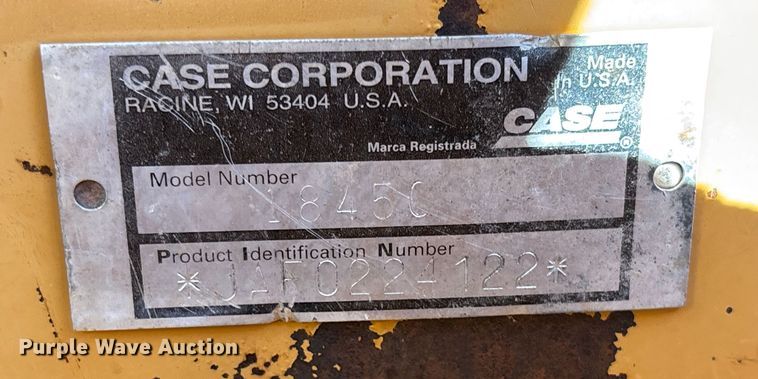 CASE CORPORATION
RACINE, WI 53404 U.S.A.
Made
in U.S.A.
CASE
®
Marca Registrada
Model Number
1845C
Product Identification Number
*JAF0224122*
Purple Wave Auction